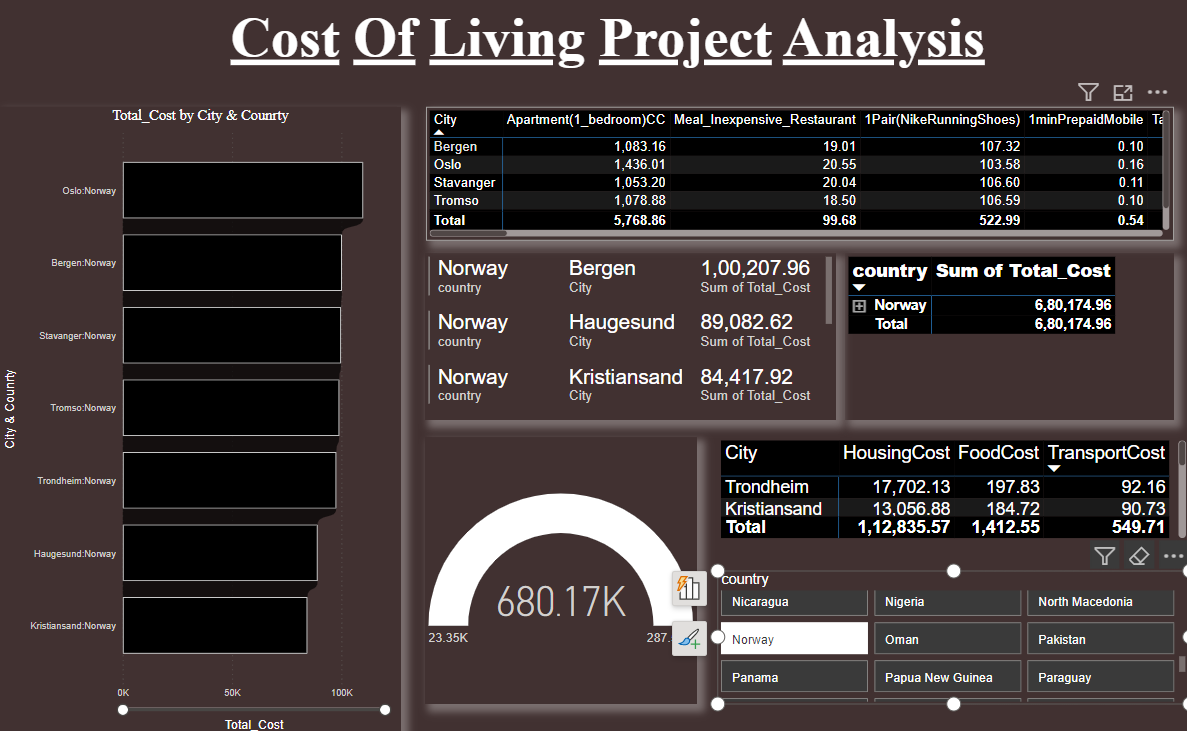 Cost Of Living Project Analysis
Total_Cost by City & Counrty
City & Counrty
Oslo:Norway
Bergen:Norway
Stavanger:Norway
Tromso:Norway
Trondheim:Norway
Haugesund:Norway
Kristiansand:Norway
0K 50K 100K
Total_Cost
City Apartment(1_bedroom)CC Meal_Inexpensive_Restaurant 1Pair(NikeRunningShoes) 1minPrepaidMobile Ta
Bergen 1,083.16 19.01 107.32 0.10
Oslo 1,436.01 20.55 103.58 0.16
Stavanger 1,053.20 20.04 106.60 0.11
Tromso 1,078.88 18.50 106.59 0.10
Total 5,768.86 99.68 522.99 0.54
Norway Bergen 1,00,207.96
country City Sum of Total_Cost
Norway Haugesund 89,082.62
country City Sum of Total_Cost
Norway Kristiansand 84,417.92
country City Sum of Total_Cost
country Sum of Total_Cost
Norway 6,80,174.96
Total 6,80,174.96
680.17K
23.35K 287.
City HousingCost FoodCost TransportCost
Trondheim 17,702.13 197.83 92.16
Kristiansand 13,056.88 184.72 90.73
Total 1,12,835.57 1,412.55 549.71
country
Nicaragua Nigeria North Macedonia
Norway Oman Pakistan
Panama Papua New Guinea Paraguay